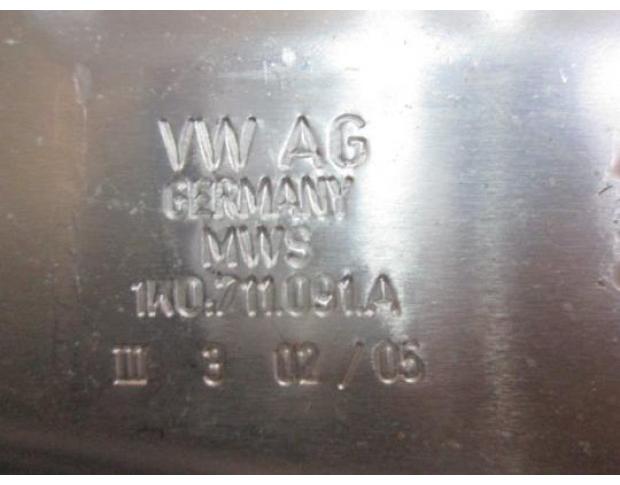 VW AG
GERMANY
MWS
1K0.711.091.A
III 3 02/05